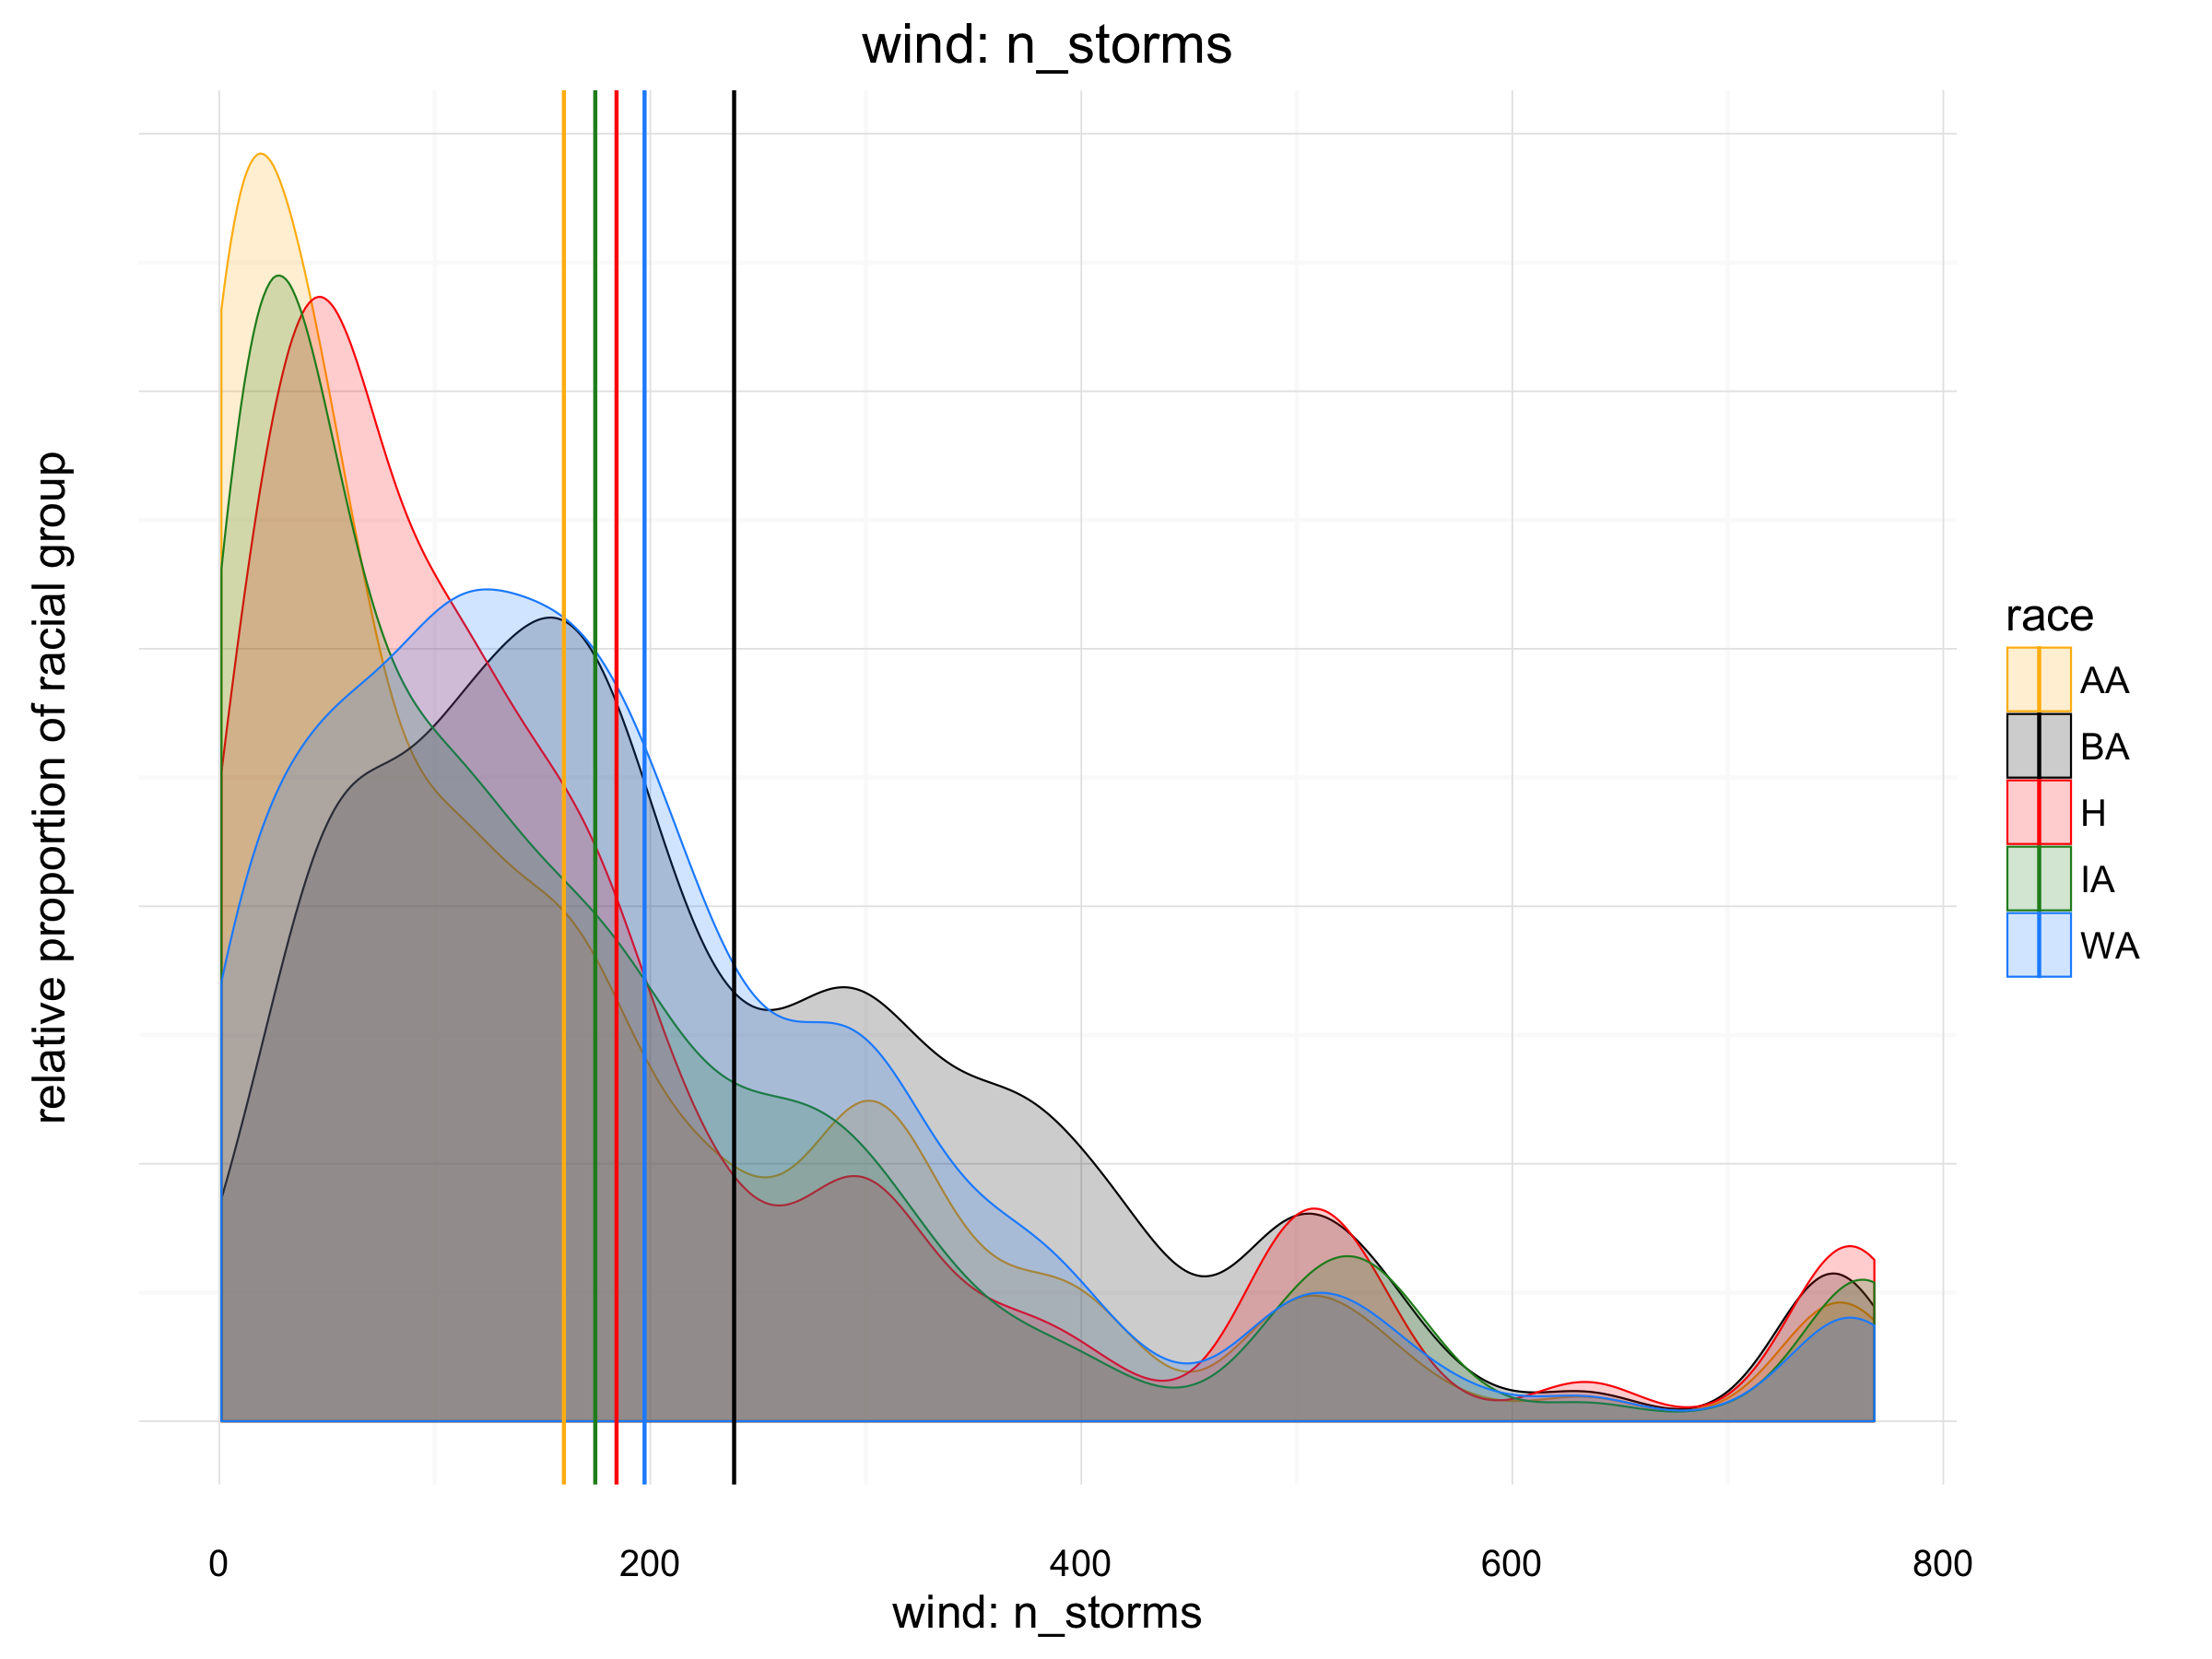 wind: n_storms
relative proportion of racial group
race
AA
BA
H
IA
WA
0 200 400 600 800
wind: n_storms